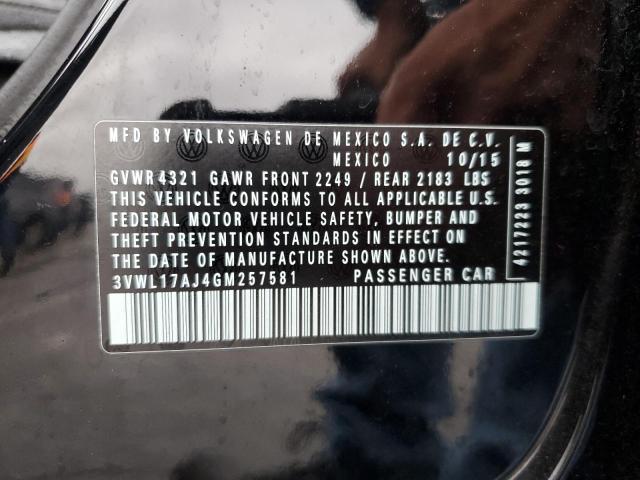 MFD BY VOLKSWAGEN DE MEXICO S.A. DE C.V.
MEXICO 10/15
GVWR 4321 GAWR FRONT 2249 / REAR 2183 LBS
THIS VEHICLE CONFORMS TO ALL APPLICABLE U.S.
FEDERAL MOTOR VEHICLE SAFETY, BUMPER AND
THEFT PREVENTION STANDARDS IN EFFECT ON
THE DATE OF MANUFACTURE SHOWN ABOVE
3VWL17AJ4GM257581 PASSENGER CAR
4217223 3018 M